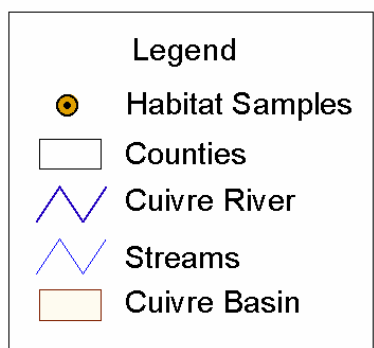 Legend
Habitat Samples
Counties
Cuivre River
Streams
Cuivre Basin